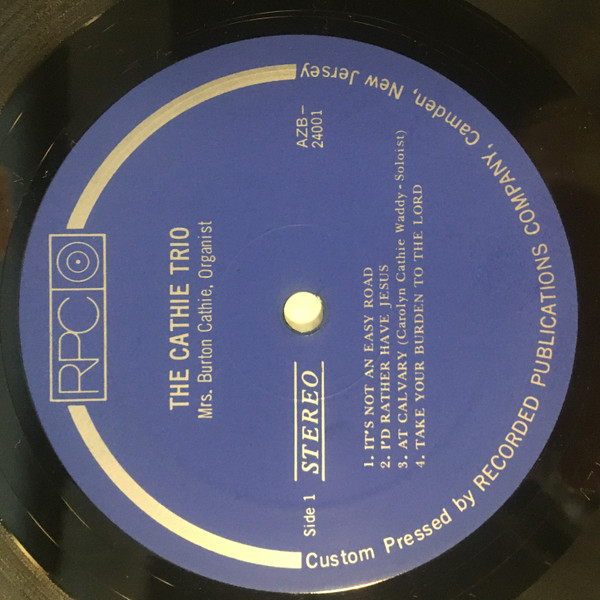 RPC
THE CATHIE TRIO
Mrs. Burton Cathie, Organist
Side 1
STEREO
AZB-
24001
1. IT'S NOT AN EASY ROAD
2. I'D RATHER HAVE JESUS
3. AT CALVARY (Carolyn Cathie Waddy-Soloist)
4. TAKE YOUR BURDEN TO THE LORD
Custom Pressed by RECORDED PUBLICATIONS COMPANY, Camden, New Jersey